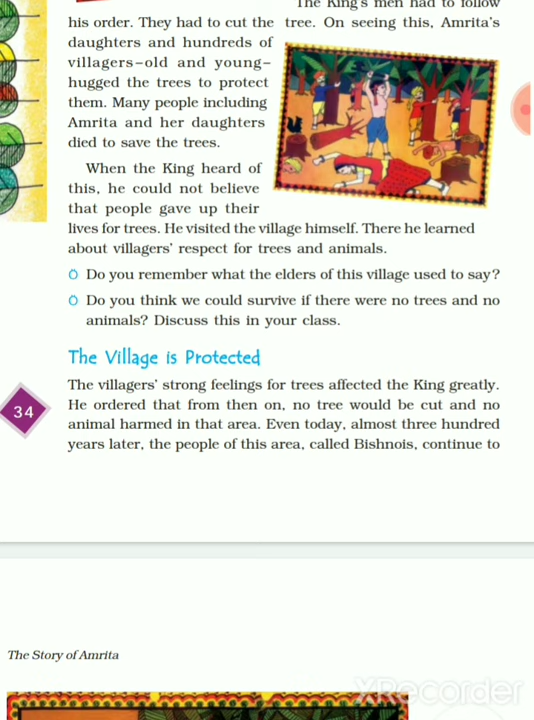 The King's men had to follow
his order. They had to cut the tree. On seeing this, Amrita's
daughters and hundreds of
villagers–old and young–
hugged the trees to protect
them. Many people including
Amrita and her daughters
died to save the trees.
When the King heard of
this, he could not believe
that people gave up their
lives for trees. He visited the village himself. There he learned
about villagers' respect for trees and animals.
Do you remember what the elders of this village used to say?
Do you think we could survive if there were no trees and no
animals? Discuss this in your class.
The Village is Protected
The villagers' strong feelings for trees affected the King greatly.
He ordered that from then on, no tree would be cut and no
34
animal harmed in that area. Even today, almost three hundred
years later, the people of this area, called Bishnois, continue to
The Story of Amrita
XRecorder